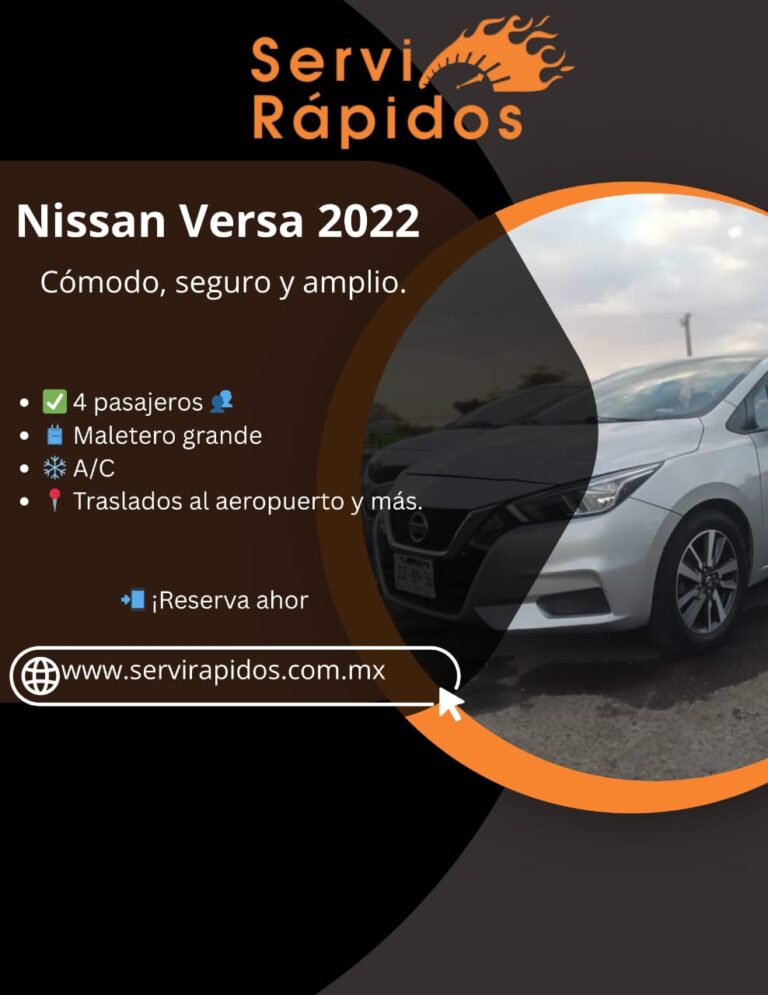 Servi
Rápidos
Nissan Versa 2022
Cómodo, seguro y amplio.
✅ 4 pasajeros 👥
Maletero grande
❄ A/C
📍 Traslados al aeropuerto y más.
📲 ¡Reserva ahor
www.servirapidos.com.mx